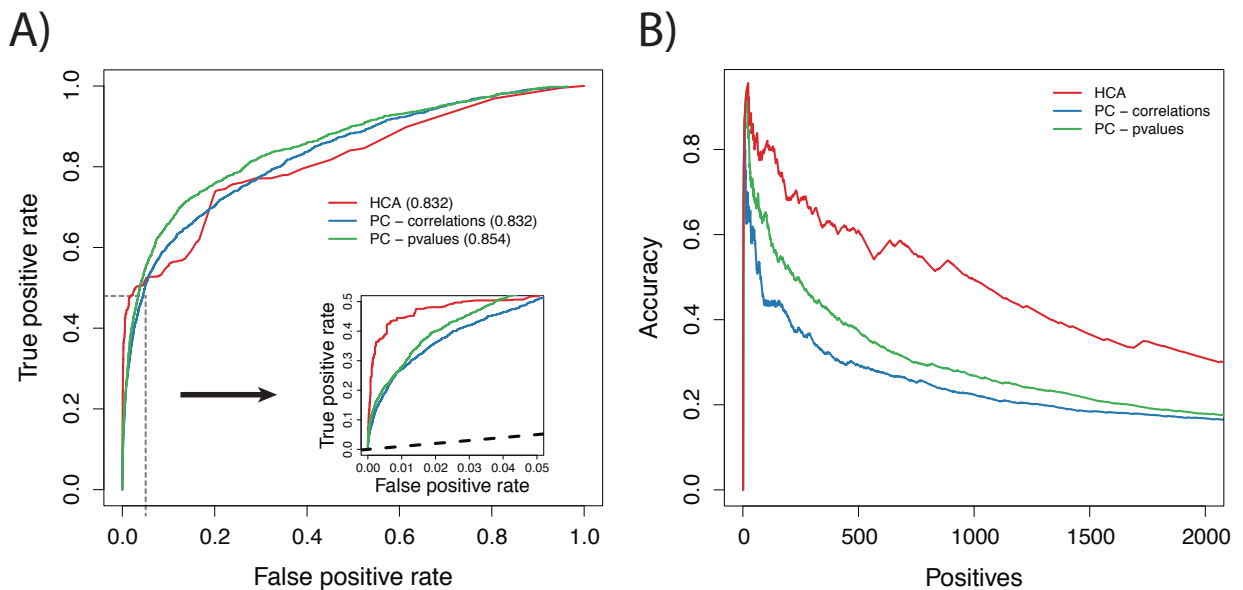 A)
True positive rate
1.0
0.8
0.6
0.4
0.2
0.0
HCA (0.832)
PC – correlations (0.832)
PC – pvalues (0.854)
True positive rate
0.5
0.4
0.3
0.2
0.1
0.0
0.00 0.01 0.02 0.03 0.04 0.05
False positive rate
0.0 0.2 0.4 0.6 0.8 1.0
False positive rate
B)
Accuracy
0.8
0.6
0.4
0.2
0.0
HCA
PC – correlations
PC – pvalues
0 500 1000 1500 2000
Positives